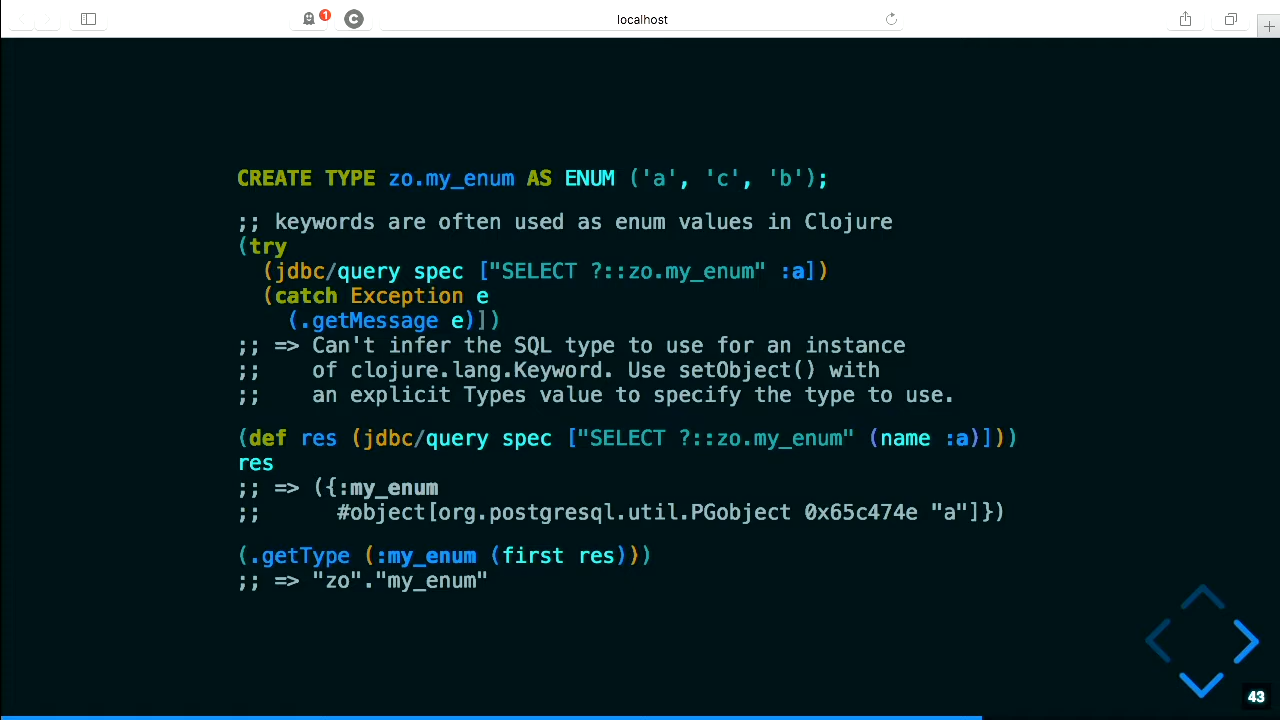 1
C
localhost
CREATE TYPE zo.my_enum AS ENUM ('a', 'c', 'b');
;; keywords are often used as enum values in Clojure
(try
  (jdbc/query spec ["SELECT ?::zo.my_enum" :a])
  (catch Exception e
    (.getMessage e)])
;; => Can't infer the SQL type to use for an instance
;;    of clojure.lang.Keyword. Use setObject() with
;;    an explicit Types value to specify the type to use.
(def res (jdbc/query spec ["SELECT ?::zo.my_enum" (name :a)]))
res
;; => ({:my_enum
;;      #object[org.postgresql.util.PGobject 0x65c474e "a"]})
(.getType (:my_enum (first res)))
;; => "zo"."my_enum"
43